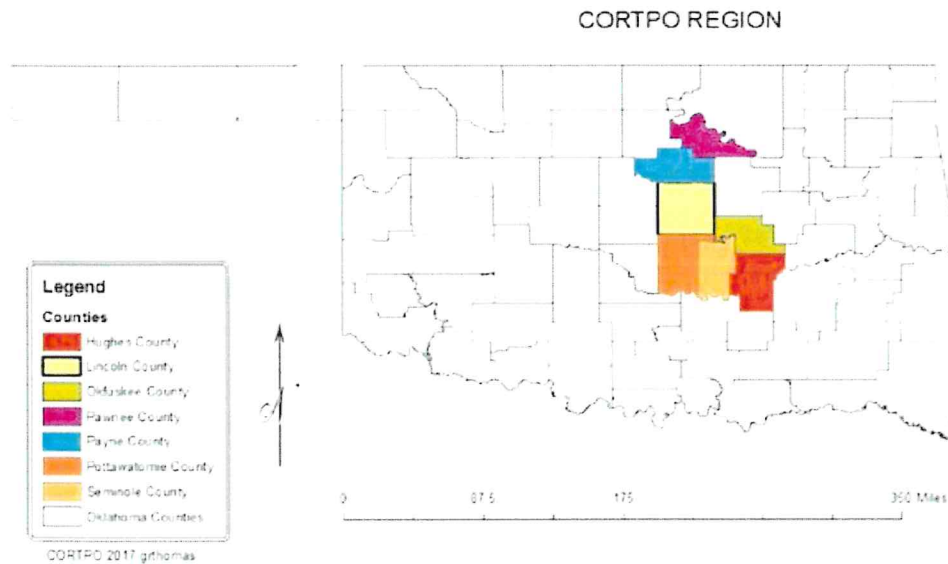 CORTPO REGION
Legend
Counties
Hughes County
Lincoln County
Okfuskee County
Pawnee County
Payne County
Pottawatomie County
Seminole County
Oklahoma Counties
0 87.5 175 350 Miles
CORTPO 2017 grthomas